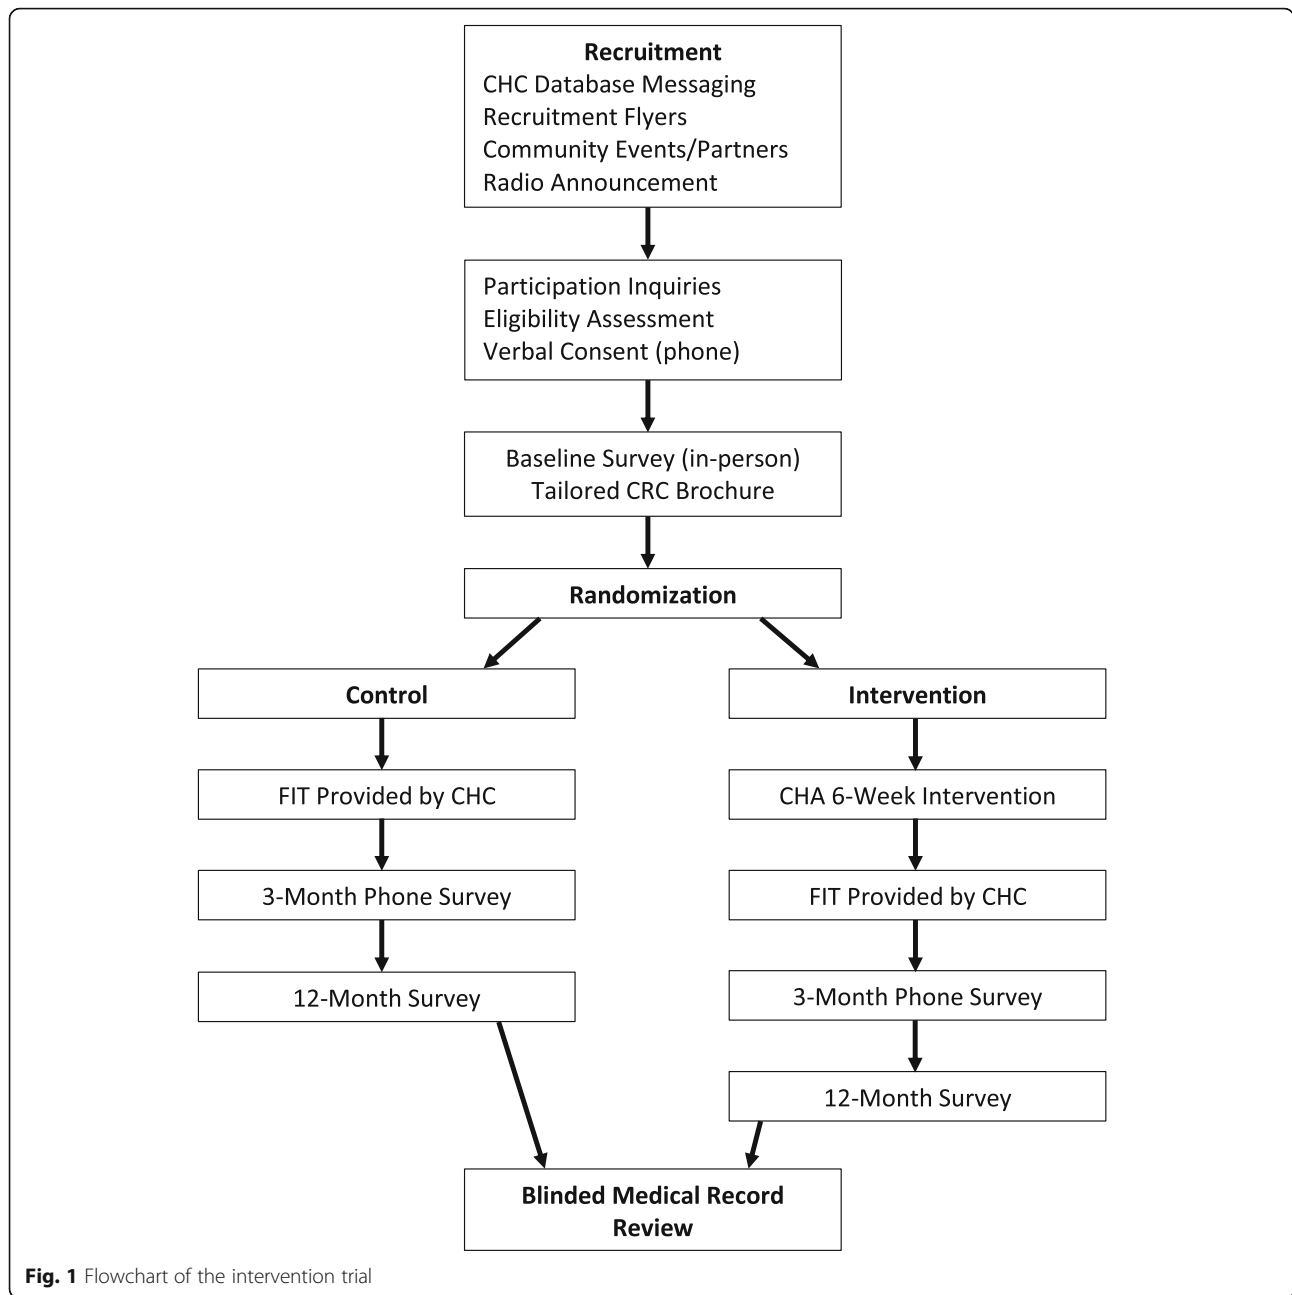 Recruitment
CHC Database Messaging
Recruitment Flyers
Community Events/Partners
Radio Announcement
Participation Inquiries
Eligibility Assessment
Verbal Consent (phone)
Baseline Survey (in-person)
Tailored CRC Brochure
Randomization
Control
FIT Provided by CHC
3-Month Phone Survey
12-Month Survey
Intervention
CHA 6-Week Intervention
FIT Provided by CHC
3-Month Phone Survey
12-Month Survey
Blinded Medical Record
Review
Fig. 1 Flowchart of the intervention trial